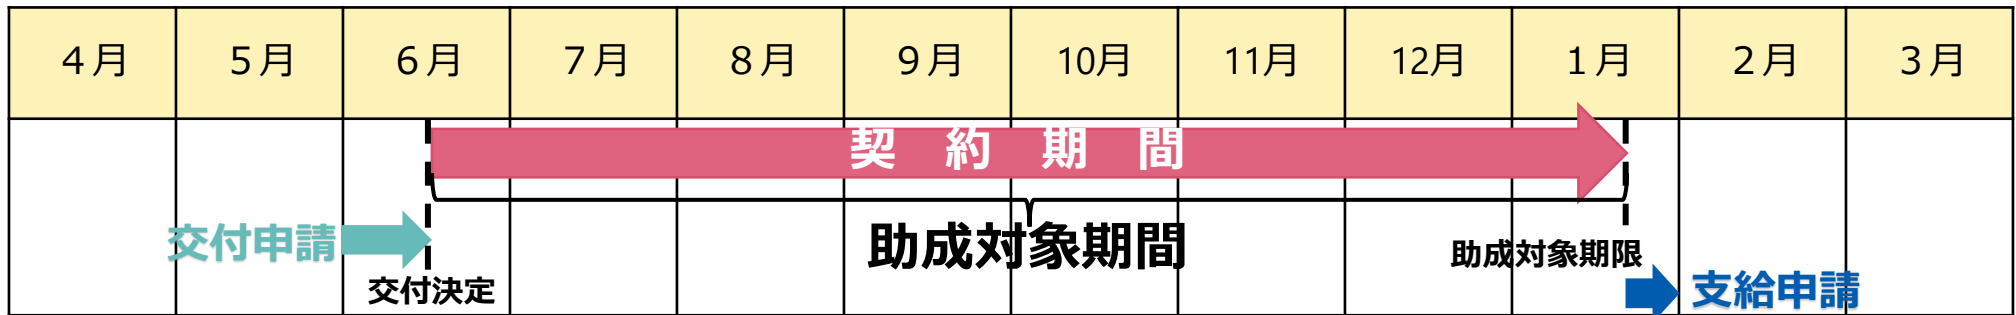 ４月 ５月 ６月 ７月 ８月 ９月 10月 11月 12月 １月 ２月 ３月
契約期間
交付申請
助成対象期間
助成対象期限
交付決定
支給申請